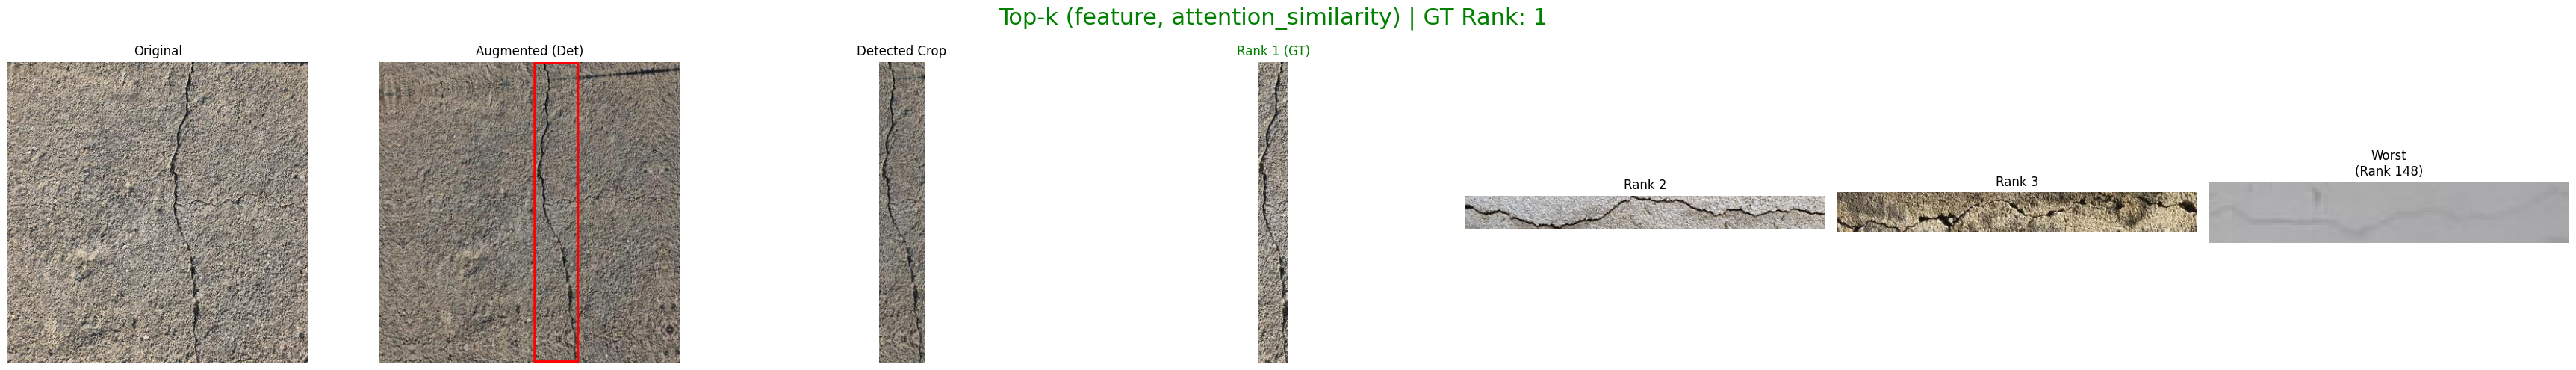 Top-k (feature, attention_similarity) | GT Rank: 1
Original
Augmented (Det)
Detected Crop
Rank 1 (GT)
Rank 2
Rank 3
Worst
(Rank 148)